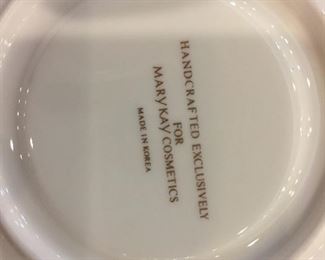 HANDCRAFTED EXCLUSIVELY
FOR
MARY KAY COSMETICS
MADE IN KOREA